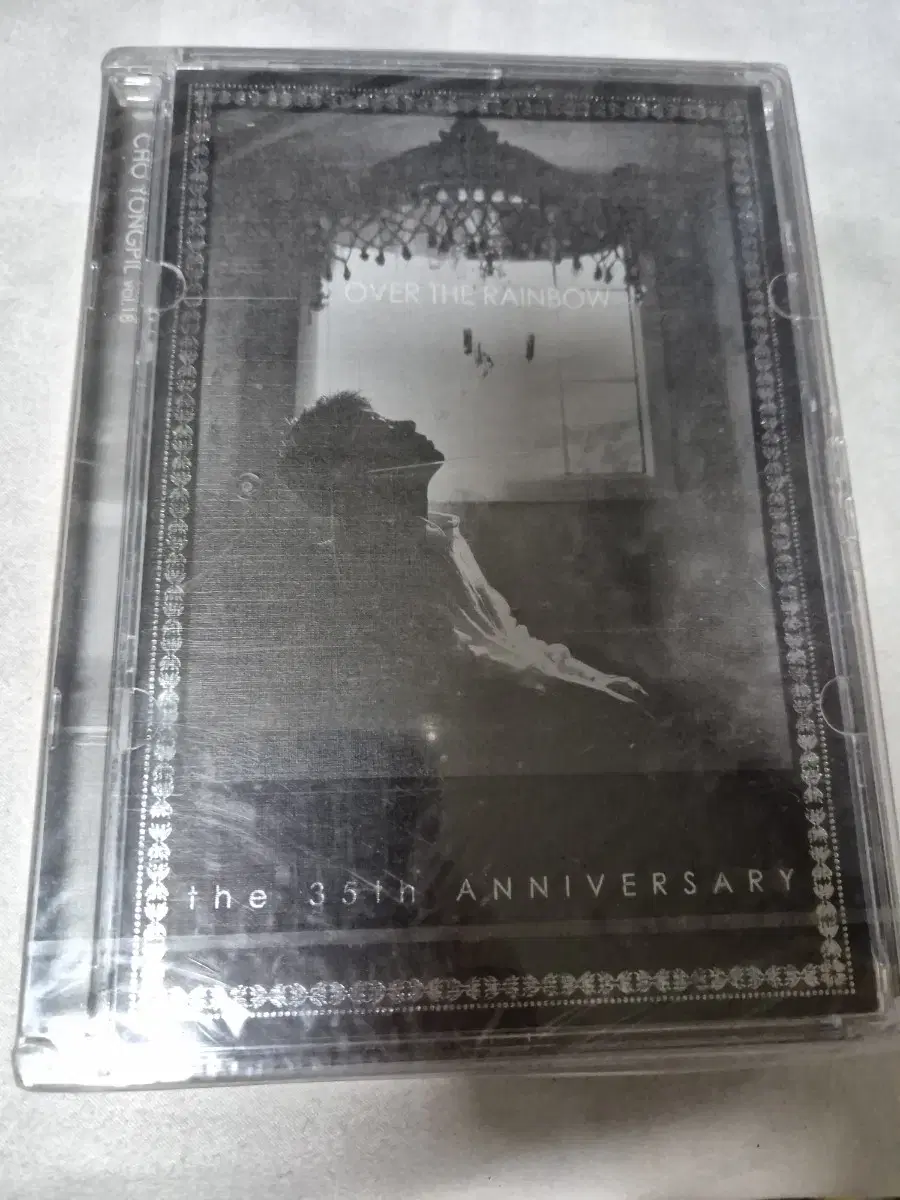 CHO YONGPIL vol.18
OVER THE RAINBOW
the 35th ANNIVERSARY